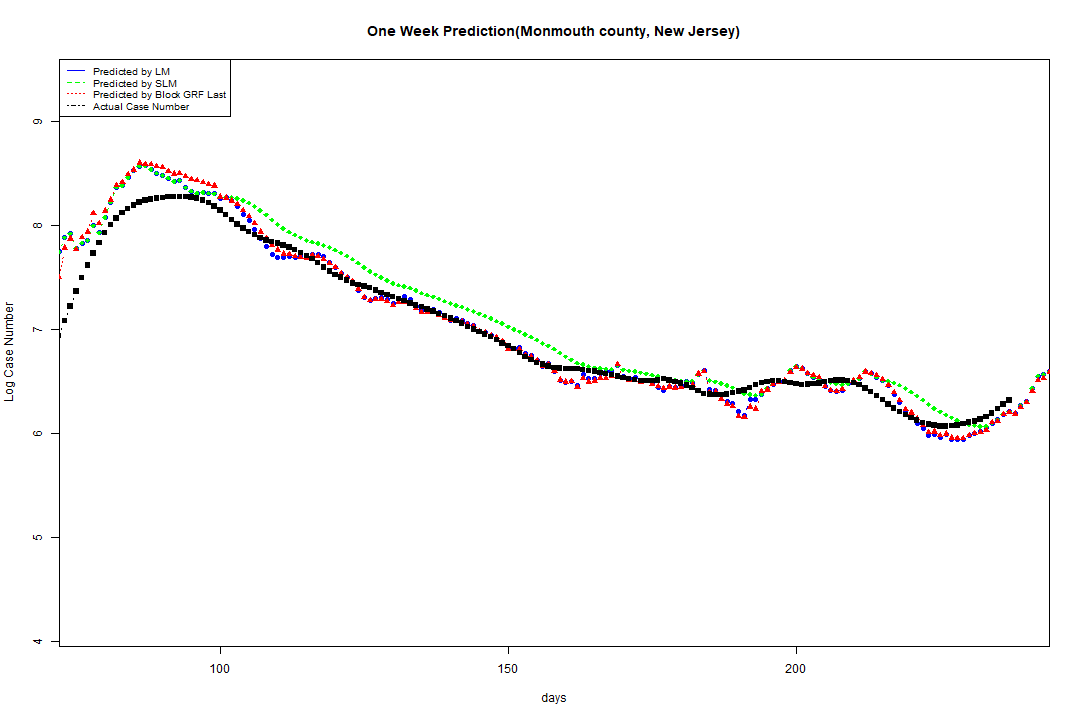 One Week Prediction(Monmouth county, New Jersey)
Predicted by LM
Predicted by SLM
Predicted by Block GRF Last
Actual Case Number
9
8
7
6
5
4
Log Case Number
100
150
200
days